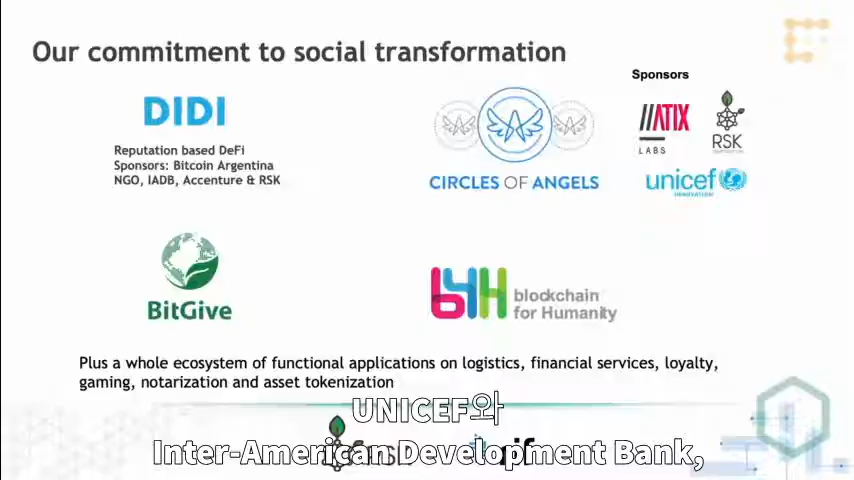 Our commitment to social transformation
Sponsors
DIDI
Reputation based DeFi
Sponsors: Bitcoin Argentina
NGO, IADB, Accenture & RSK
CIRCLES OF ANGELS
//ATIX
LABS
RSK
unicef
INNOVATION
BitGive
b4H
blockchain
for Humanity
Plus a whole ecosystem of functional applications on logistics, financial services, loyalty,
gaming, notarization and asset tokenization
UNICEF와
Inter-American Development Bank,